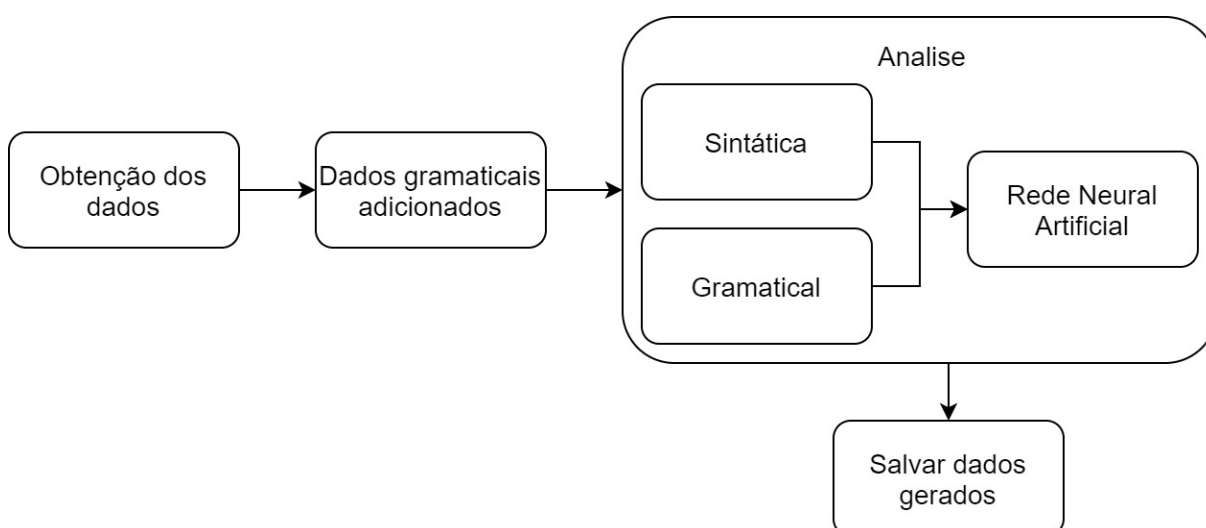 Obtenção dos
dados
Dados gramaticais
adicionados
Analise
Sintática
Gramatical
Rede Neural
Artificial
Salvar dados
gerados